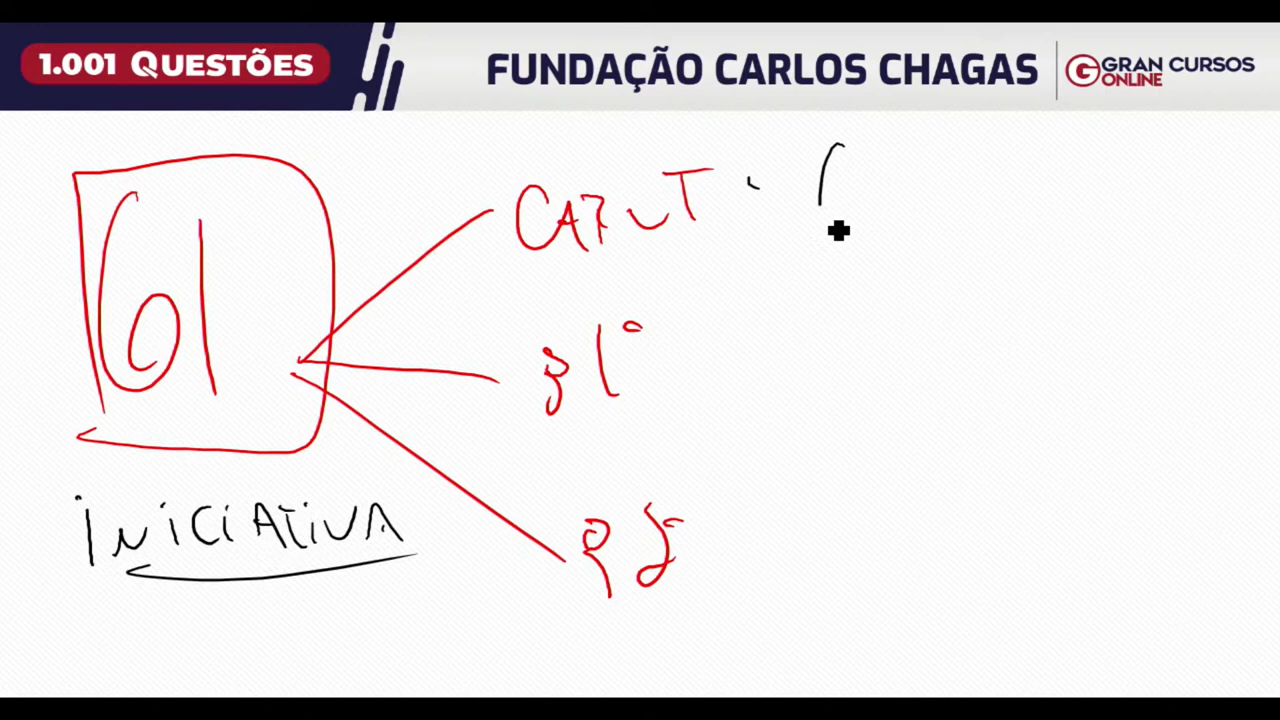 1.001 QUESTÕES
FUNDAÇÃO CARLOS CHAGAS
GRAN CURSOS
ONLINE
61
CAPUT
§ 1º
§ 2º
INICIATIVA